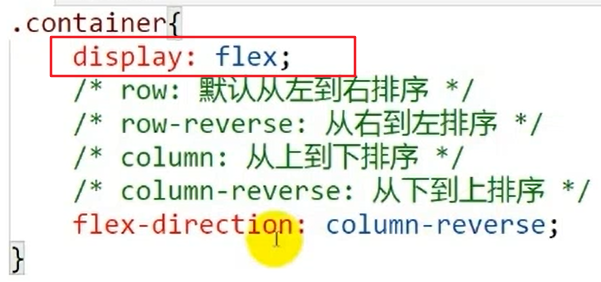 .container{
display: flex;
/* row: 默认从左到右排序 */
/* row-reverse: 从右到左排序 */
/* column: 从上到下排序 */
/* column-reverse: 从下到上排序 */
flex-direction: column-reverse;
}